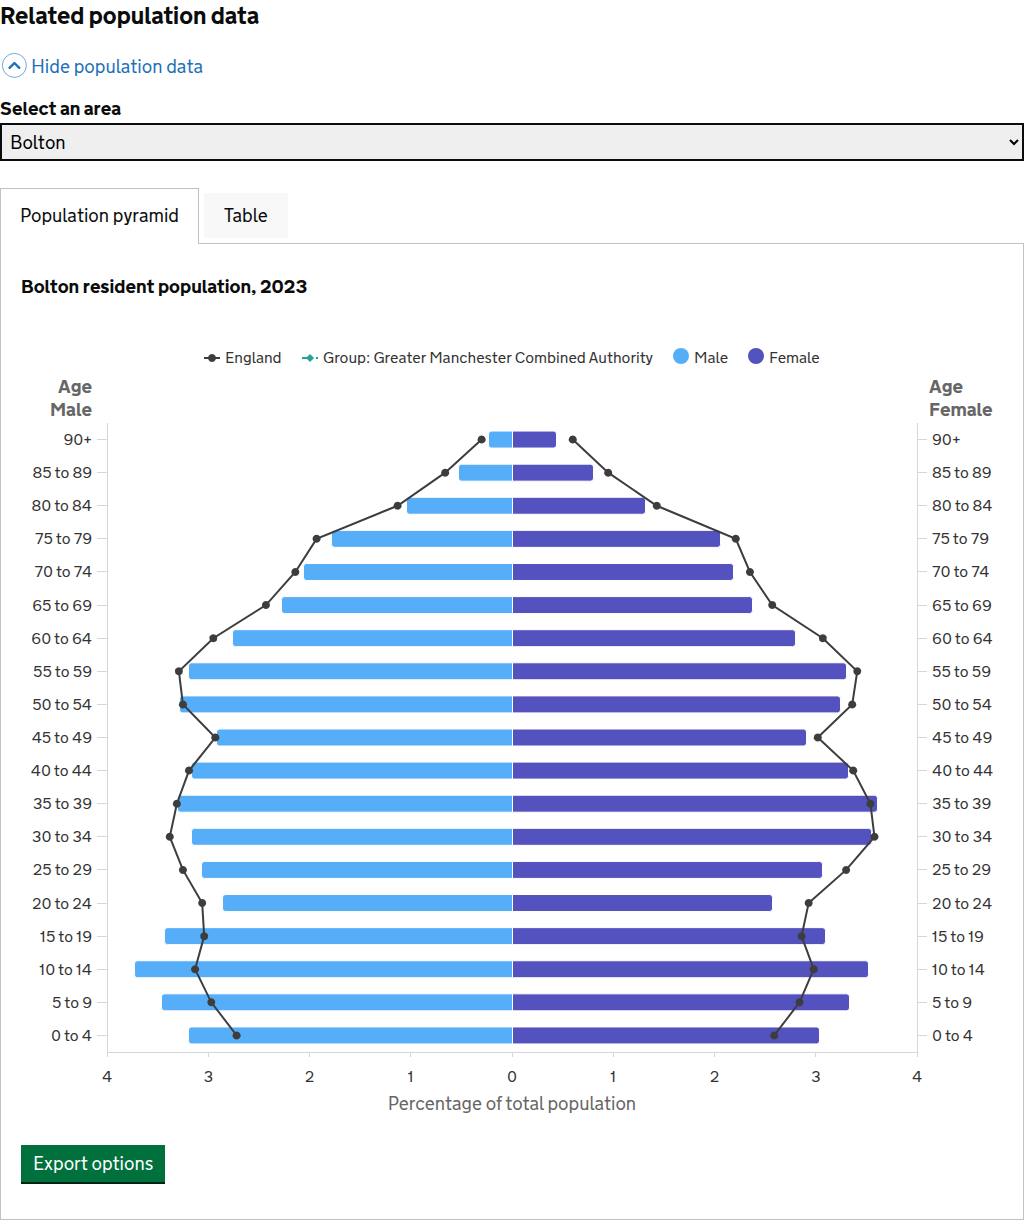 Related population data
Hide population data
Select an area
Bolton
Population pyramid Table
Bolton resident population, 2023
England Group: Greater Manchester Combined Authority Male Female
Age Age
Male Female
90+ 90+
85 to 89 85 to 89
80 to 84 80 to 84
75 to 79 75 to 79
70 to 74 70 to 74
65 to 69 65 to 69
60 to 64 60 to 64
55 to 59 55 to 59
50 to 54 50 to 54
45 to 49 45 to 49
40 to 44 40 to 44
35 to 39 35 to 39
30 to 34 30 to 34
25 to 29 25 to 29
20 to 24 20 to 24
15 to 19 15 to 19
10 to 14 10 to 14
5 to 9 5 to 9
0 to 4 0 to 4
4 3 2 1 0 1 2 3 4
Percentage of total population
Export options